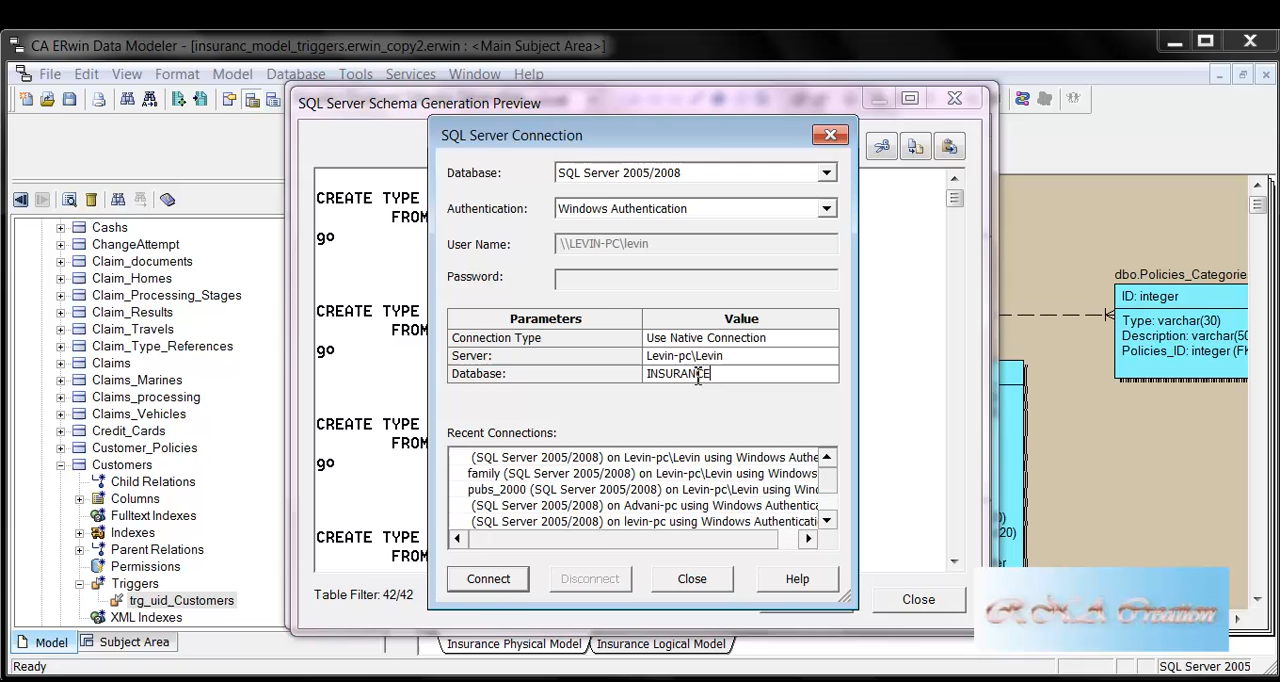 CA ERwin Data Modeler - [insuranc_model_triggers.erwin_copy2.erwin : <Main Subject Area>]
File Edit View Format Model Database Tools Services Window Help
SQL Server Schema Generation Preview
SQL Server Connection
Database: SQL Server 2005/2008
Authentication: Windows Authentication
User Name: \\LEVIN-PC\levin
Password:
Parameters Value
Connection Type Use Native Connection
Server: Levin-pc\Levin
Database: INSURANCE
Recent Connections:
(SQL Server 2005/2008) on Levin-pc\Levin using Windows Authe
family (SQL Server 2005/2008) on Levin-pc\Levin using Windows
pubs_2000 (SQL Server 2005/2008) on Levin-pc\Levin using Wind
(SQL Server 2005/2008) on Advani-pc using Windows Authentica
(SQL Server 2005/2008) on levin-pc using Windows Authenticati
Connect Disconnect Close Help
CREATE TYPE
FROM
go
CREATE TYPE
FROM
go
CREATE TYPE
FROM
go
CREATE TYPE
FROM
Table Filter: 42/42
Close
Cashs
ChangeAttempt
Claim_documents
Claim_Homes
Claim_Processing_Stages
Claim_Results
Claim_Travels
Claim_Type_References
Claims
Claims_Marines
Claims_processing
Claims_Vehicles
Credit_Cards
Customer_Policies
Customers
Child Relations
Columns
Fulltext Indexes
Indexes
Parent Relations
Permissions
Triggers
trg_uid_Customers
XML Indexes
Model Subject Area
dbo.Policies_Categorie
ID: integer
Type: varchar(30)
Description: varchar(50
Policies_ID: integer (FK
0)
20)
er
Insurance Physical Model Insurance Logical Model
Ready
SQL Server 2005